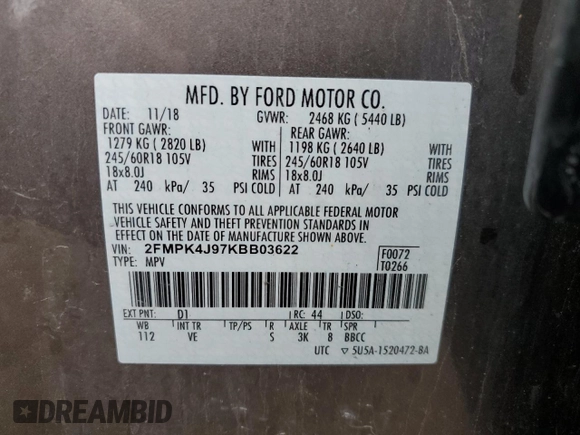 MFD. BY FORD MOTOR CO.
DATE: 11/18 GVWR: 2468 KG ( 5440 LB)
FRONT GAWR: REAR GAWR:
1279 KG ( 2820 LB) WITH 1198 KG ( 2640 LB) WITH
245/60R18 105V TIRES 245/60R18 105V TIRES
18x8.0J RIMS 18x8.0J RIMS
AT 240 kPa/ 35 PSI COLD AT 240 kPa/ 35 PSI COLD
THIS VEHICLE CONFORMS TO ALL APPLICABLE FEDERAL MOTOR
VEHICLE SAFETY AND THEFT PREVENTION STANDARDS IN
EFFECT ON THE DATE OF MANUFACTURE SHOWN ABOVE.
VIN: 2FMPK4J97KBB03622 F0072
TYPE: MPV T0266
EXT PNT: D1 RC: 44 DSO:
WB INT TR TP/PS R AXLE TR SPR
112 VE S 3K 8 BBCC
UTC ▽ 5U5A-1520472-BA
DREAMBID